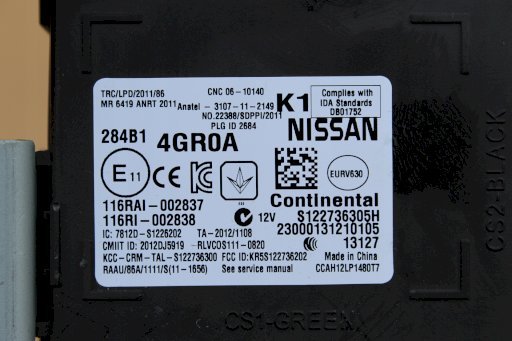 TRC/LPD/2011/86
CNC 06-10140
MR 6419 ANRT 2011
Anatel - 3107-11-2149
K1
Complies with
IDA Standards
DB01752
NO.22388/SDPPI/2011
PLG ID 2684
284B1
4GR0A
NISSAN
E11
CE
EURV630
116RAI-002837
116RI-002838
12V
Continental
S122736305H
IC: 7812D-S1226202
TA-2012/1108
23000131210105
CMIIT ID: 2012DJ5919
-RLVCOS111-0820
13127
KCC-CRM-TAL-S122736300
FCC ID: KR5S122736202
Made in China
RAAU/86A/1111/S(11-1656)
See service manual
CCAH12LP1480T7
CS2-BLACK
CS1-GREEN